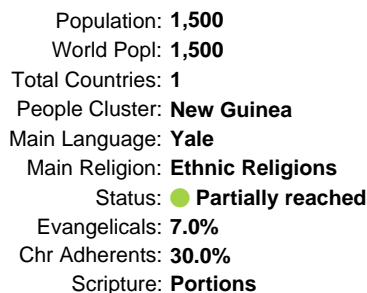 Population: 1,500
World Popl: 1,500
Total Countries: 1
People Cluster: New Guinea
Main Language: Yale
Main Religion: Ethnic Religions
Status: Partially reached
Evangelicals: 7.0%
Chr Adherents: 30.0%
Scripture: Portions